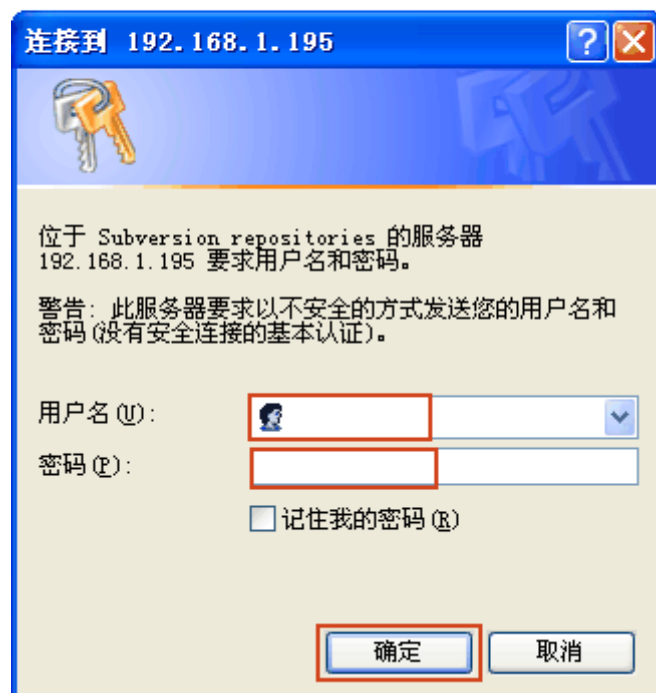 连接到 192.168.1.195
位于 Subversion repositories 的服务器
192.168.1.195 要求用户名和密码。
警告: 此服务器要求以不安全的方式发送您的用户名和
密码(没有安全连接的基本认证)。
用户名(U):
密码(P):
记住我的密码(R)
确定 取消